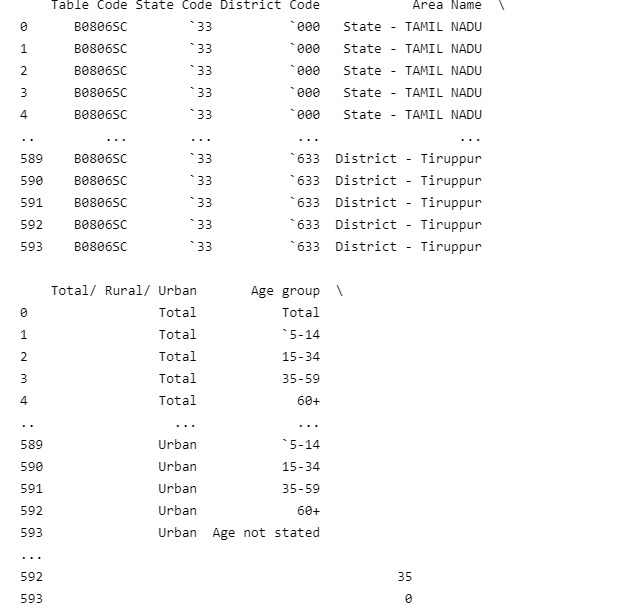 Table Code State Code District Code Area Name \
0 B0806SC `33 `000 State - TAMIL NADU
1 B0806SC `33 `000 State - TAMIL NADU
2 B0806SC `33 `000 State - TAMIL NADU
3 B0806SC `33 `000 State - TAMIL NADU
4 B0806SC `33 `000 State - TAMIL NADU
.. ... ... ... ...
589 B0806SC `33 `633 District - Tiruppur
590 B0806SC `33 `633 District - Tiruppur
591 B0806SC `33 `633 District - Tiruppur
592 B0806SC `33 `633 District - Tiruppur
593 B0806SC `33 `633 District - Tiruppur
Total/ Rural/ Urban Age group \
0 Total Total
1 Total `5-14
2 Total 15-34
3 Total 35-59
4 Total 60+
.. ... ...
589 Urban `5-14
590 Urban 15-34
591 Urban 35-59
592 Urban 60+
593 Urban Age not stated
...
592 35
593 0